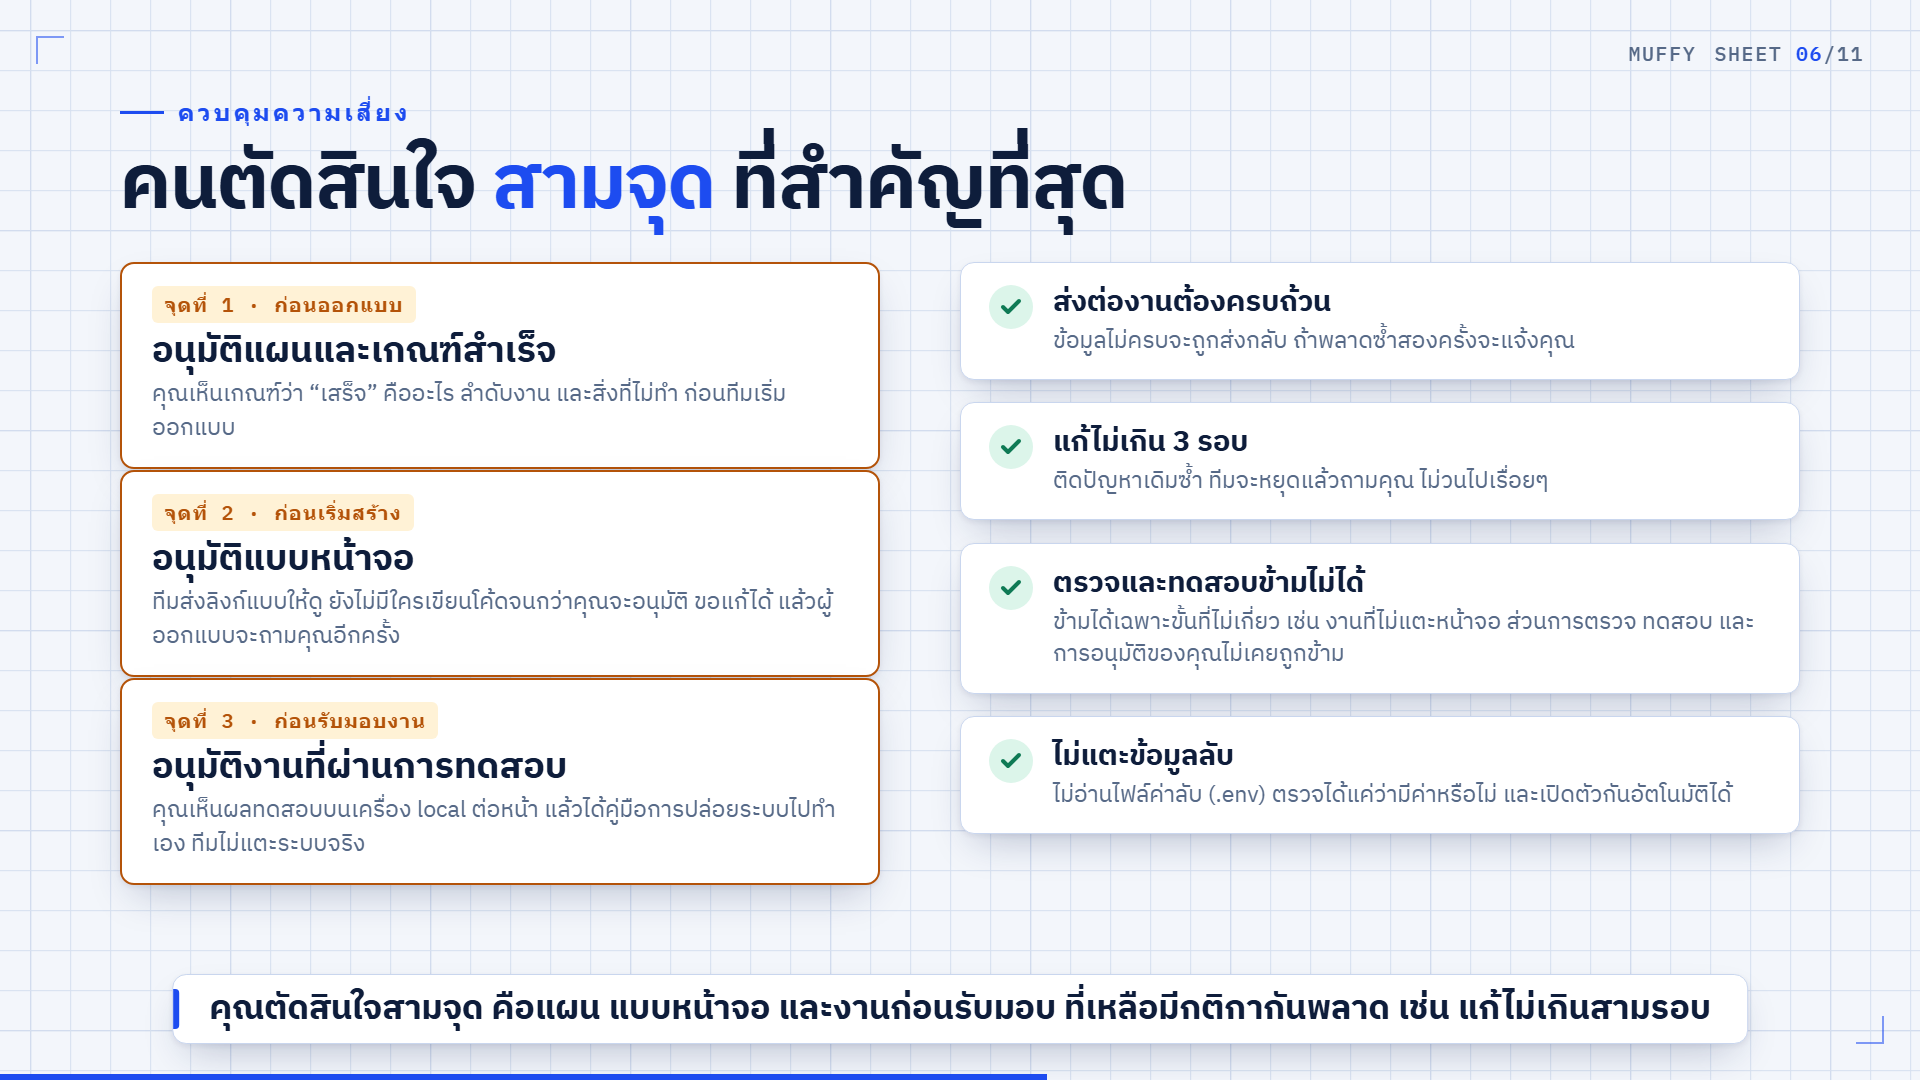 MUFFY SHEET 06/11
ควบคุมความเสี่ยง
คนตัดสินใจ สามจุด ที่สำคัญที่สุด
จุดที่ 1 · ก่อนออกแบบ
อนุมัติแผนและเกณฑ์สำเร็จ
คุณเห็นเกณฑ์ว่า “เสร็จ” คืออะไร ลำดับงาน และสิ่งที่ไม่ทำ ก่อนทีมเริ่ม
ออกแบบ
จุดที่ 2 · ก่อนเริ่มสร้าง
อนุมัติแบบหน้าจอ
ทีมส่งลิงก์แบบให้ดู ยังไม่มีใครเขียนโค้ดจนกว่าคุณจะอนุมัติ ขอแก้ได้ แล้วผู้
ออกแบบจะถามคุณอีกครั้ง
จุดที่ 3 · ก่อนรับมอบงาน
อนุมัติงานที่ผ่านการทดสอบ
คุณเห็นผลทดสอบบนเครื่อง local ต่อหน้า แล้วได้คู่มือการปล่อยระบบไปทำ
เอง ทีมไม่แตะระบบจริง
ส่งต่องานต้องครบถ้วน
ข้อมูลไม่ครบจะถูกส่งกลับ ถ้าพลาดซ้ำสองครั้งจะแจ้งคุณ
แก้ไม่เกิน 3 รอบ
ติดปัญหาเดิมซ้ำ ทีมจะหยุดแล้วถามคุณ ไม่วนไปเรื่อยๆ
ตรวจและทดสอบข้ามไม่ได้
ข้ามได้เฉพาะขั้นที่ไม่เกี่ยว เช่น งานที่ไม่แตะหน้าจอ ส่วนการตรวจ ทดสอบ และ
การอนุมัติของคุณไม่เคยถูกข้าม
ไม่แตะข้อมูลลับ
ไม่อ่านไฟล์ค่าลับ (.env) ตรวจได้แค่ว่ามีค่าหรือไม่ และเปิดตัวกันอัตโนมัติได้
คุณตัดสินใจสามจุด คือแผน แบบหน้าจอ และงานก่อนรับมอบ ที่เหลือมีกติกากันพลาด เช่น แก้ไม่เกินสามรอบ